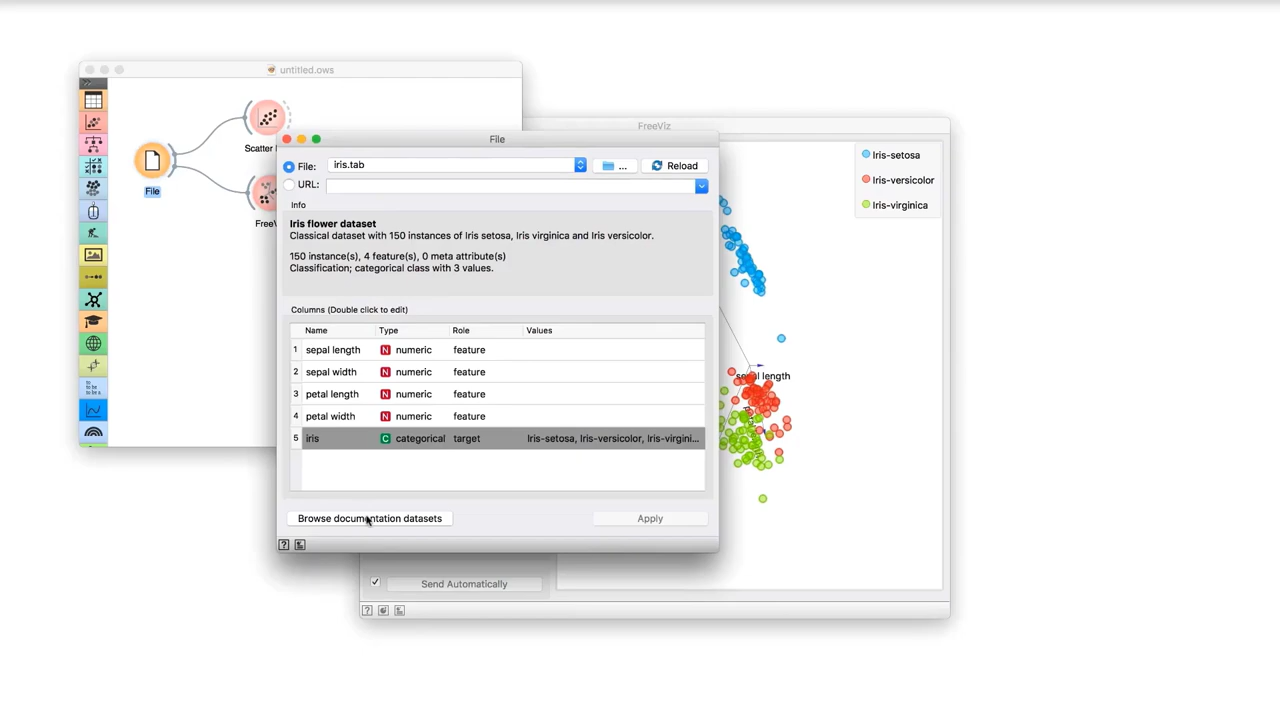 untitled.ows
File
Scatter
FreeV
File
File:
iris.tab
...
Reload
URL:
Info
Iris flower dataset
Classical dataset with 150 instances of Iris setosa, Iris virginica and Iris versicolor.
150 instance(s), 4 feature(s), 0 meta attribute(s)
Classification; categorical class with 3 values.
Columns (Double click to edit)
Name Type Role Values
1 sepal length N numeric feature
2 sepal width N numeric feature
3 petal length N numeric feature
4 petal width N numeric feature
5 iris C categorical target Iris-setosa, Iris-versicolor, Iris-virgini...
Browse documentation datasets
Apply
?
FreeViz
Iris-setosa
Iris-versicolor
Iris-virginica
sepal length
Send Automatically
?